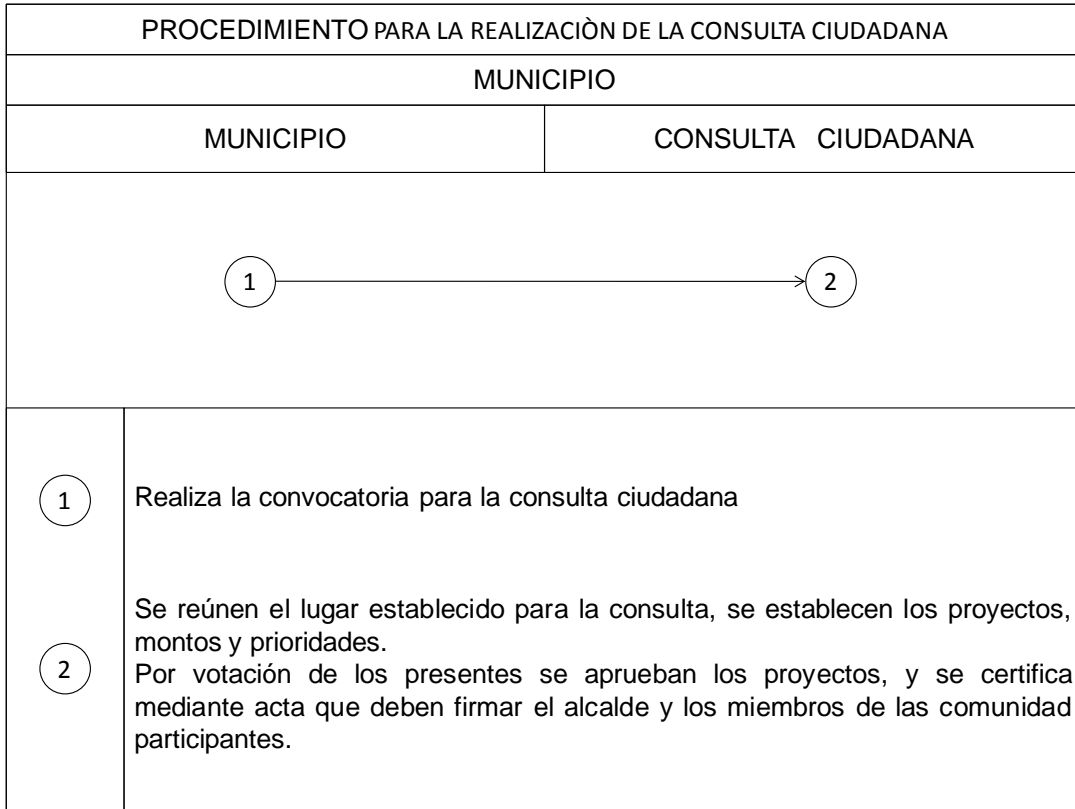 PROCEDIMIENTO PARA LA REALIZACIÒN DE LA CONSULTA CIUDADANA
MUNICIPIO
MUNICIPIO
CONSULTA CIUDADANA
1
2
1
Realiza la convocatoria para la consulta ciudadana
2
Se reúnen el lugar establecido para la consulta, se establecen los proyectos,
montos y prioridades.
Por votación de los presentes se aprueban los proyectos, y se certifica
mediante acta que deben firmar el alcalde y los miembros de las comunidad
participantes.